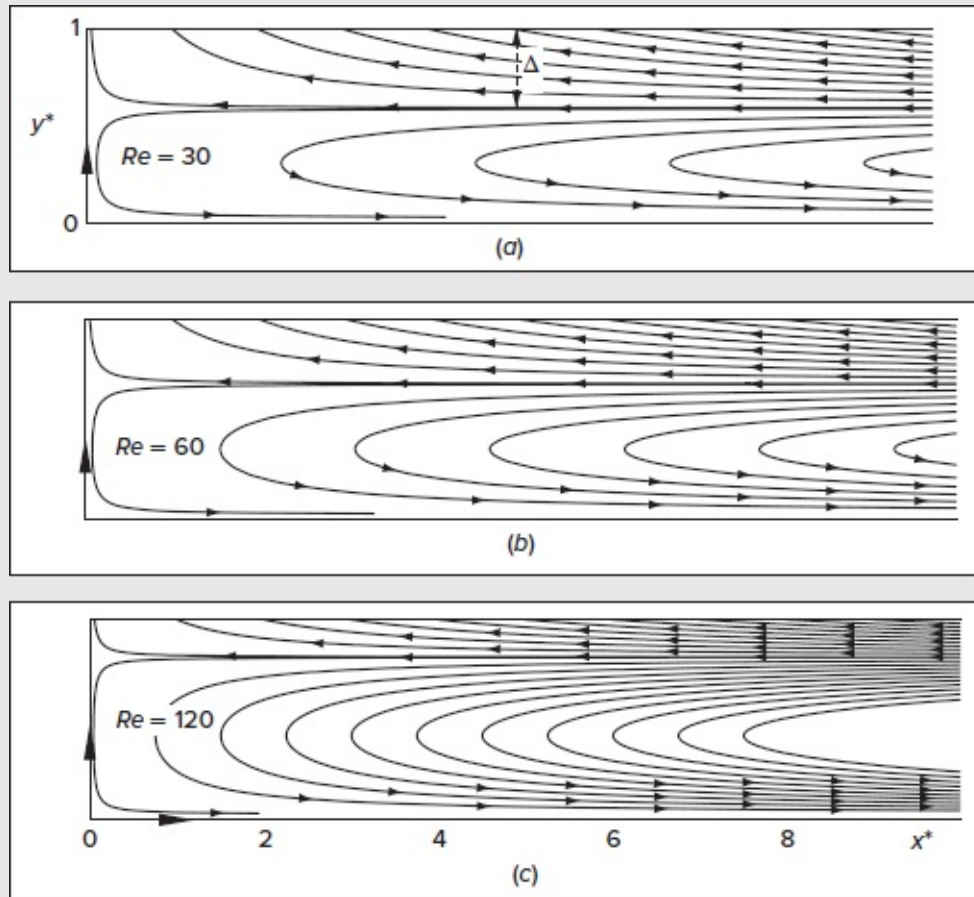 1
Δ
y*
Re = 30
0
(a)
Re = 60
(b)
Re = 120
0 2 4 6 8 x*
(c)